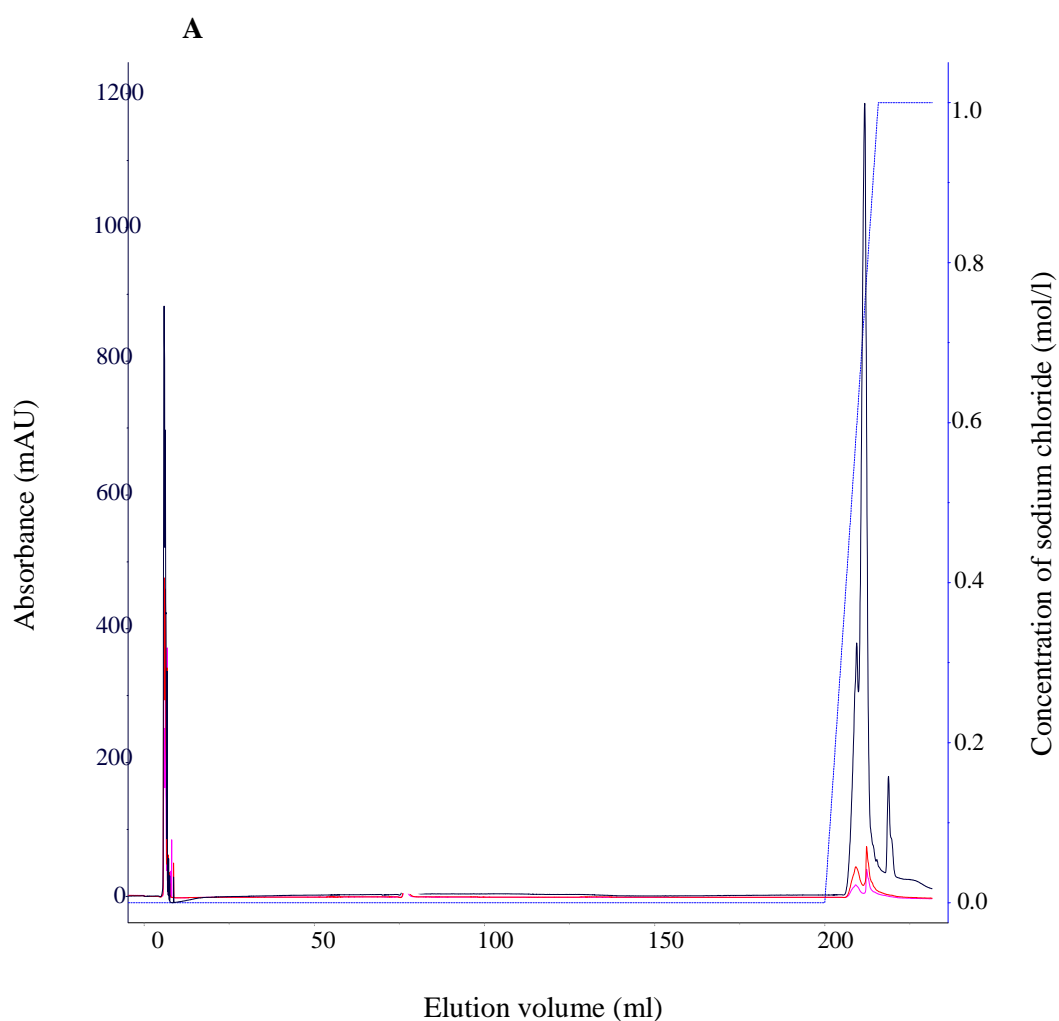 A
1200
1000
800
600
400
200
0
Absorbance (mAU)
1.0
0.8
0.6
0.4
0.2
0.0
Concentration of sodium chloride (mol/l)
0 50 100 150 200
Elution volume (ml)